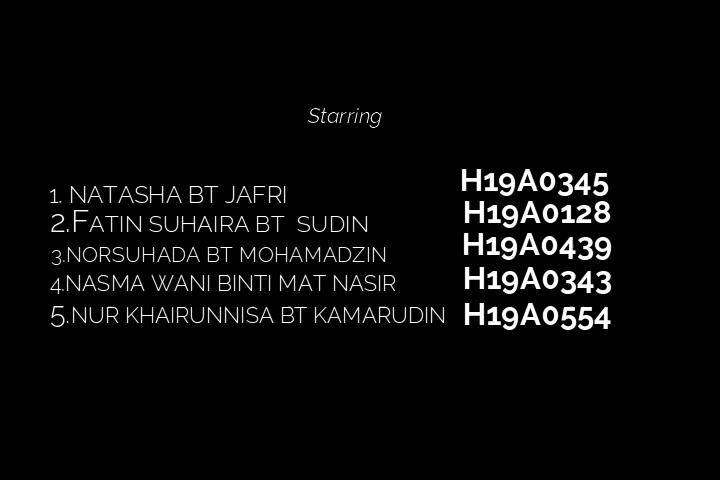 Starring
1. NATASHA BT JAFRI H19A0345
2.FATIN SUHAIRA BT  SUDIN H19A0128
3.NORSUHADA BT MOHAMADZIN H19A0439
4.NASMA WANI BINTI MAT NASIR H19A0343
5.NUR KHAIRUNNISA BT KAMARUDIN H19A0554